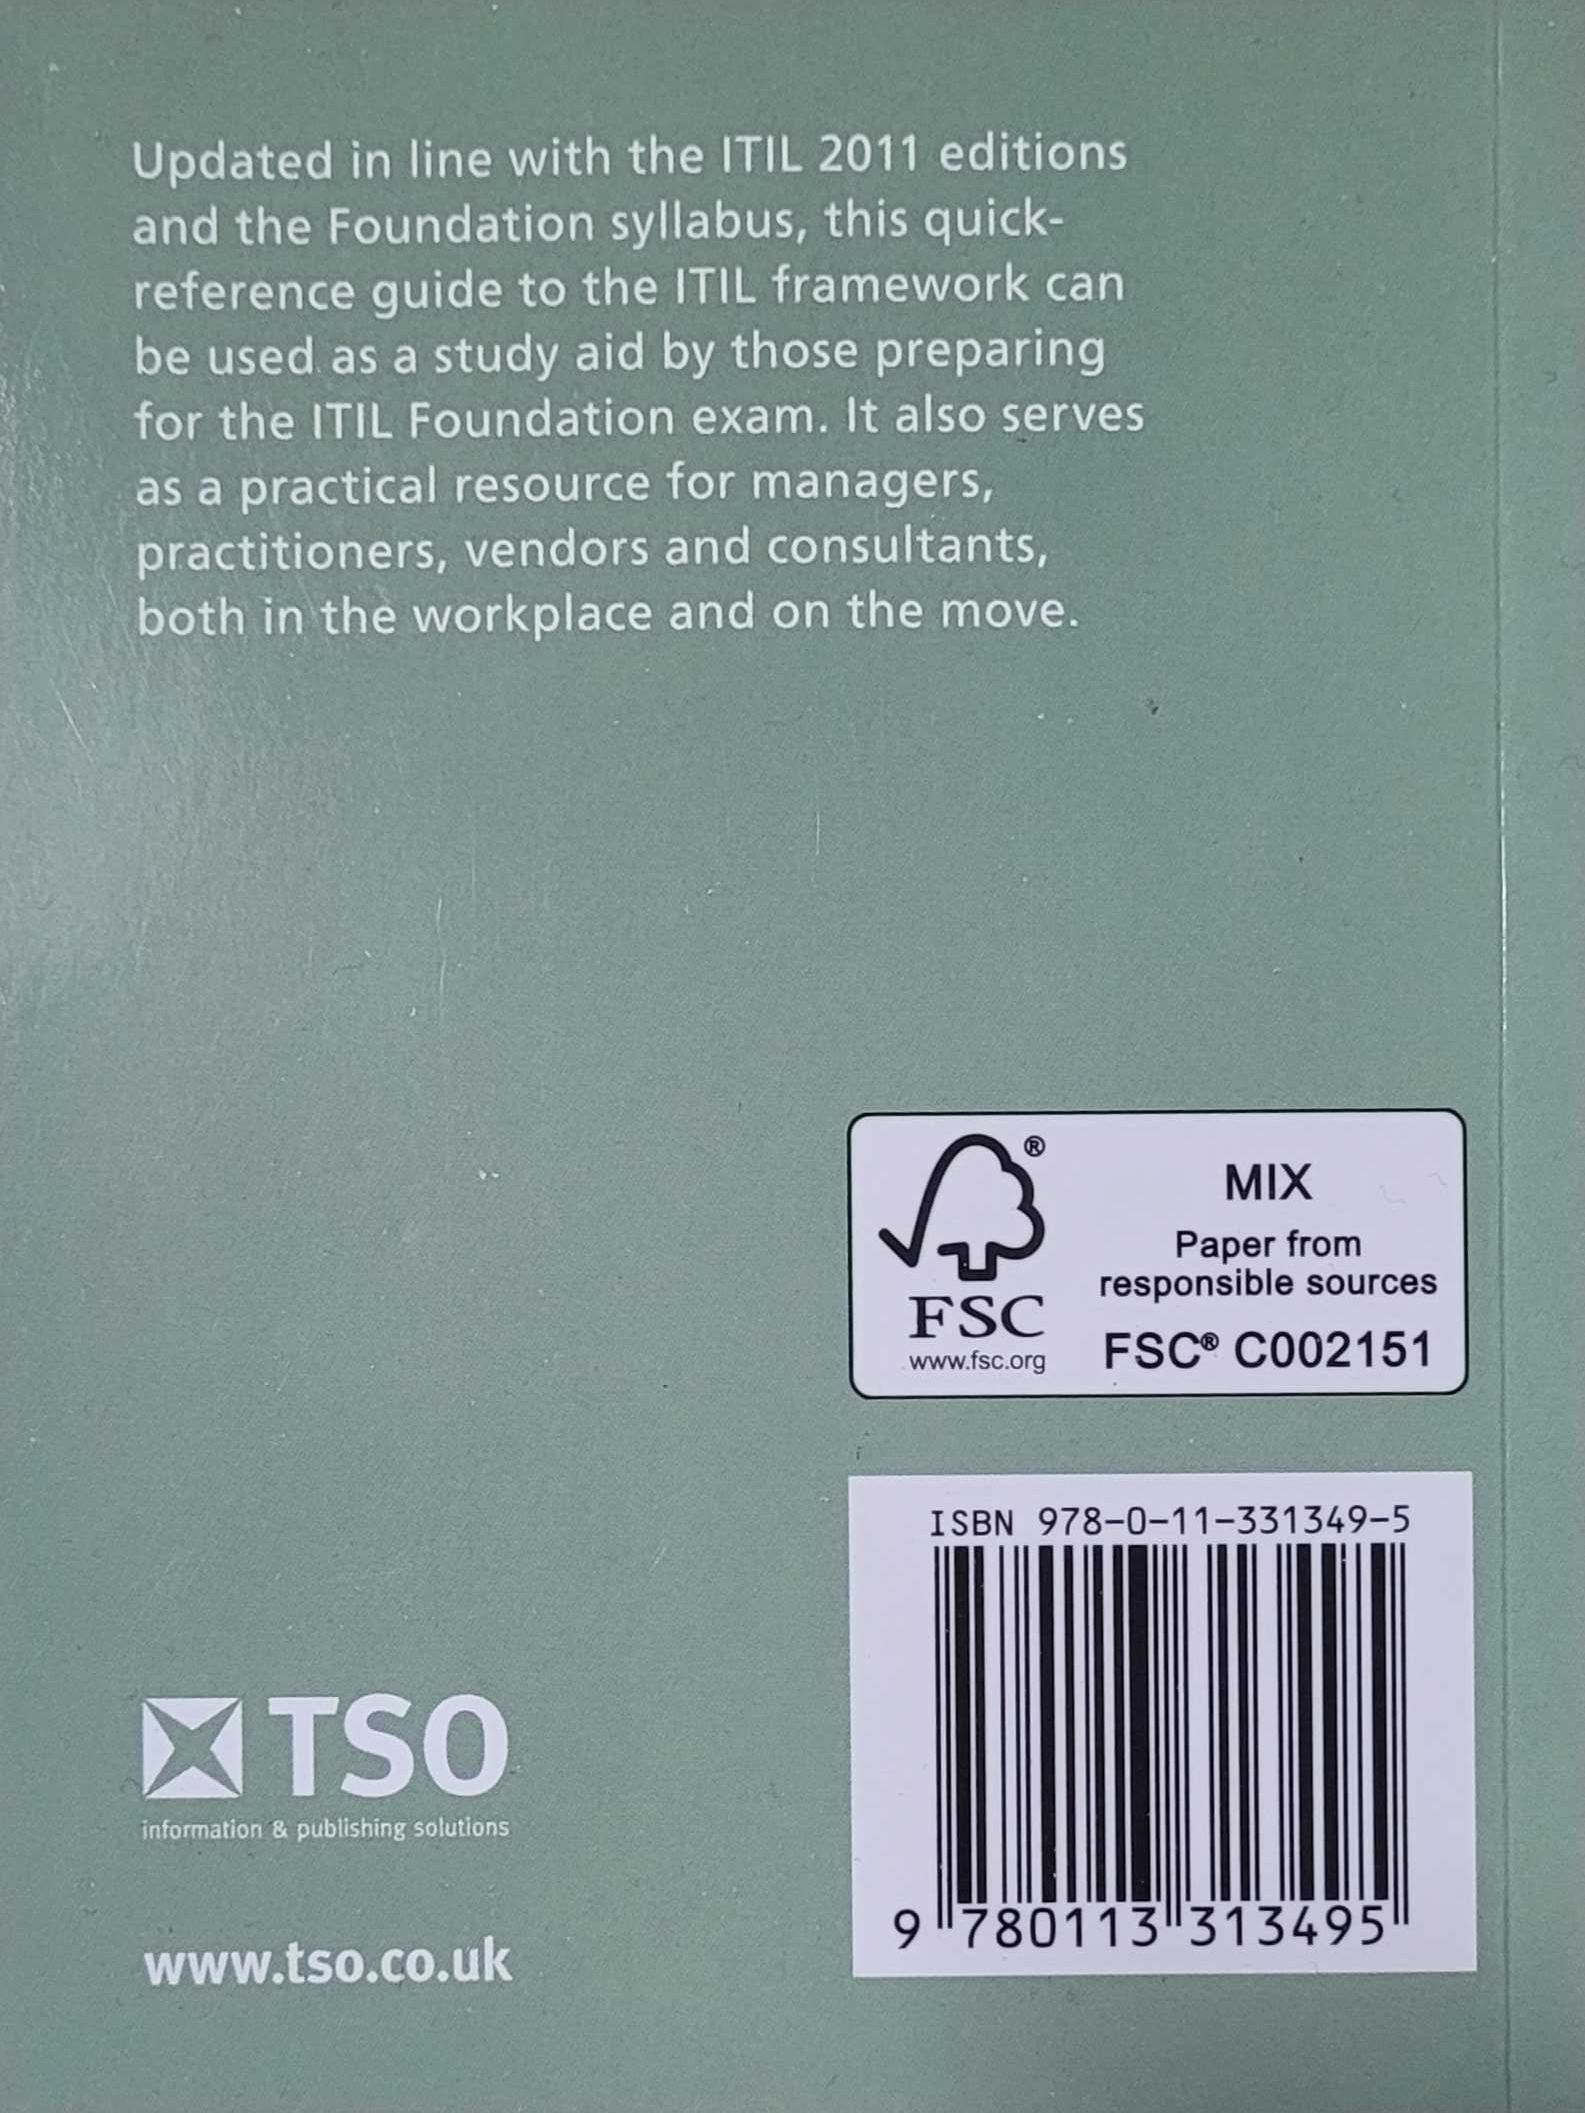 Updated in line with the ITIL 2011 editions
and the Foundation syllabus, this quick-
reference guide to the ITIL framework can
be used as a study aid by those preparing
for the ITIL Foundation exam. It also serves
as a practical resource for managers,
practitioners, vendors and consultants,
both in the workplace and on the move.
®
MIX
Paper from
responsible sources
FSC
www.fsc.org
FSC® C002151
ISBN 978-0-11-331349-5
9 780113 313495
TSO
information & publishing solutions
www.tso.co.uk